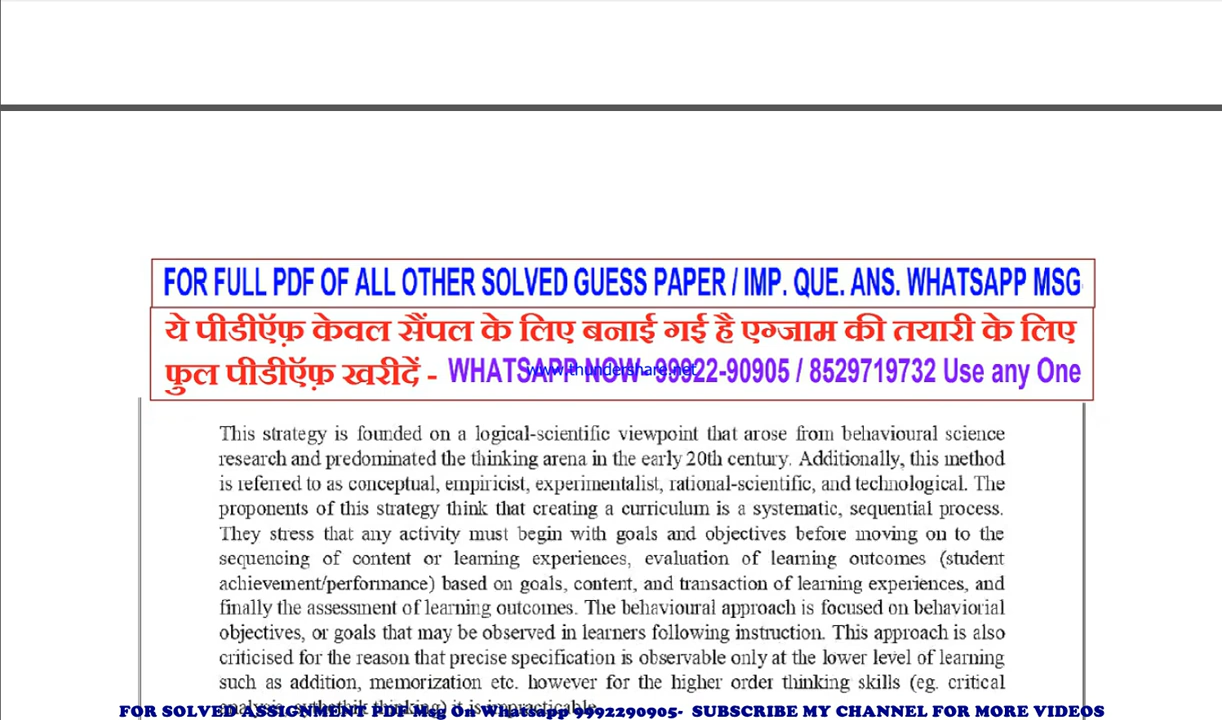 FOR FULL PDF OF ALL OTHER SOLVED GUESS PAPER / IMP. QUE. ANS. WHATSAPP MSG
ये पीडीऍफ़ केवल सैंपल के लिए बनाई गई है एग्जाम की तयारी के लिए
फुल पीडीऍफ़ खरीदें - WHATSAPP NOW- 99922-90905 / 8529719732 Use any One
www.thundershare.net
This strategy is founded on a logical-scientific viewpoint that arose from behavioural science
research and predominated the thinking arena in the early 20th century. Additionally, this method
is referred to as conceptual, empiricist, experimentalist, rational-scientific, and technological. The
proponents of this strategy think that creating a curriculum is a systematic, sequential process.
They stress that any activity must begin with goals and objectives before moving on to the
sequencing of content or learning experiences, evaluation of learning outcomes (student
achievement/performance) based on goals, content, and transaction of learning experiences, and
finally the assessment of learning outcomes. The behavioural approach is focused on behaviorial
objectives, or goals that may be observed in learners following instruction. This approach is also
criticised for the reason that precise specification is observable only at the lower level of learning
such as addition, memorization etc. however for the higher order thinking skills (eg. critical
thinking) it is impracticable.
FOR SOLVED ASSIGNMENT PDF Msg On Whatsapp 9992290905- SUBSCRIBE MY CHANNEL FOR MORE VIDEOS